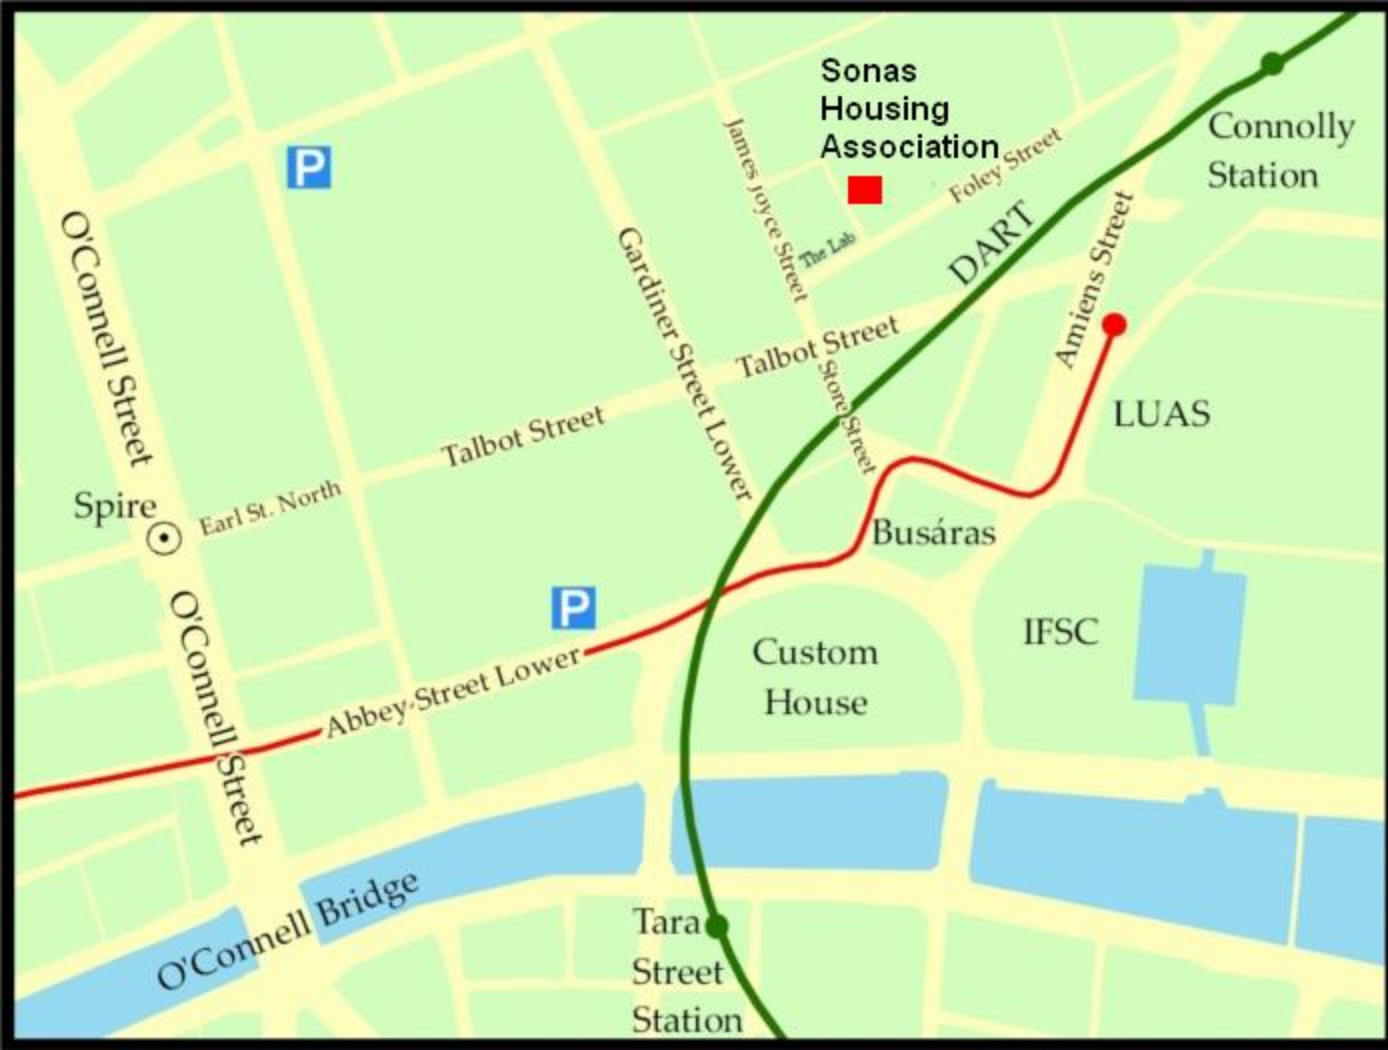 Sonas
Housing
Association
Connolly
Station
P
James Joyce Street
Foley Street
The Lab
DART
O'Connell Street
Gardiner Street Lower
Amiens Street
Talbot Street
Store Street
Talbot Street
LUAS
Spire
Earl St. North
Busáras
P
IFSC
Custom
House
O'Connell Street
Abbey Street Lower
O'Connell Bridge
Tara
Street
Station